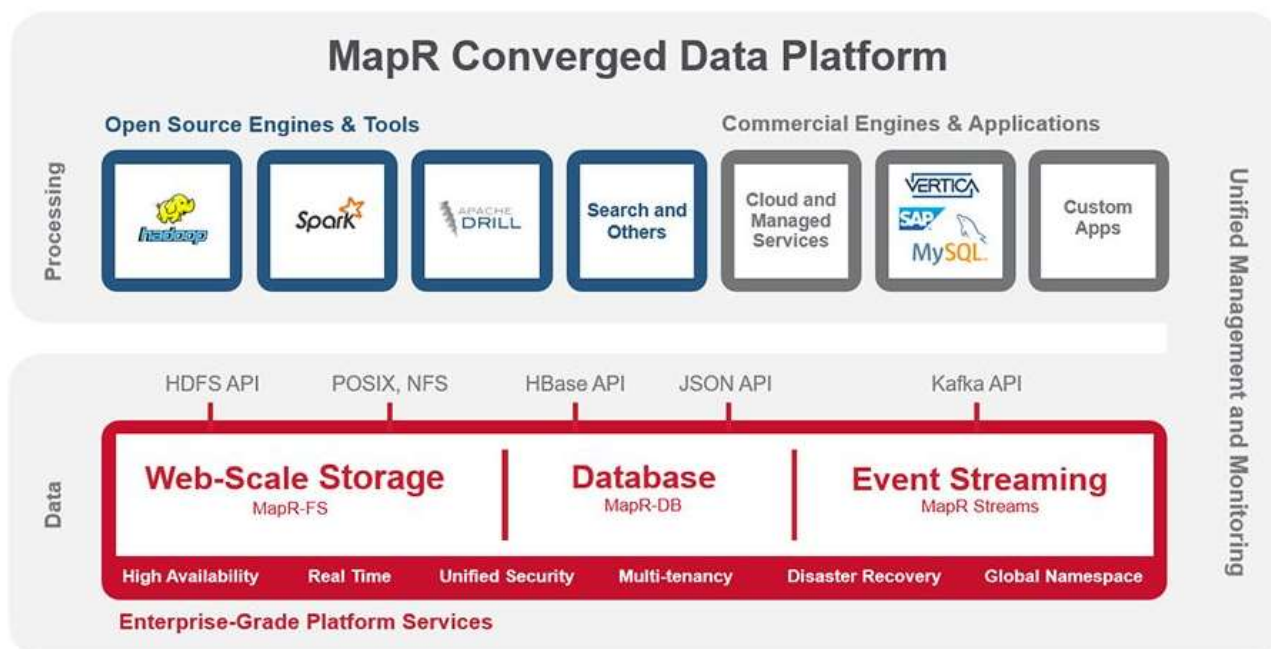 MapR Converged Data Platform
Open Source Engines & Tools
Commercial Engines & Applications
Processing
hadoop
Spark
APACHE
DRILL
Search and
Others
Cloud and
Managed
Services
VERTICA
SAP
MySQL
Custom
Apps
Unified Management and Monitoring
Data
HDFS API
POSIX, NFS
HBase API
JSON API
Kafka API
Web-Scale Storage
MapR-FS
Database
MapR-DB
Event Streaming
MapR Streams
High Availability
Real Time
Unified Security
Multi-tenancy
Disaster Recovery
Global Namespace
Enterprise-Grade Platform Services